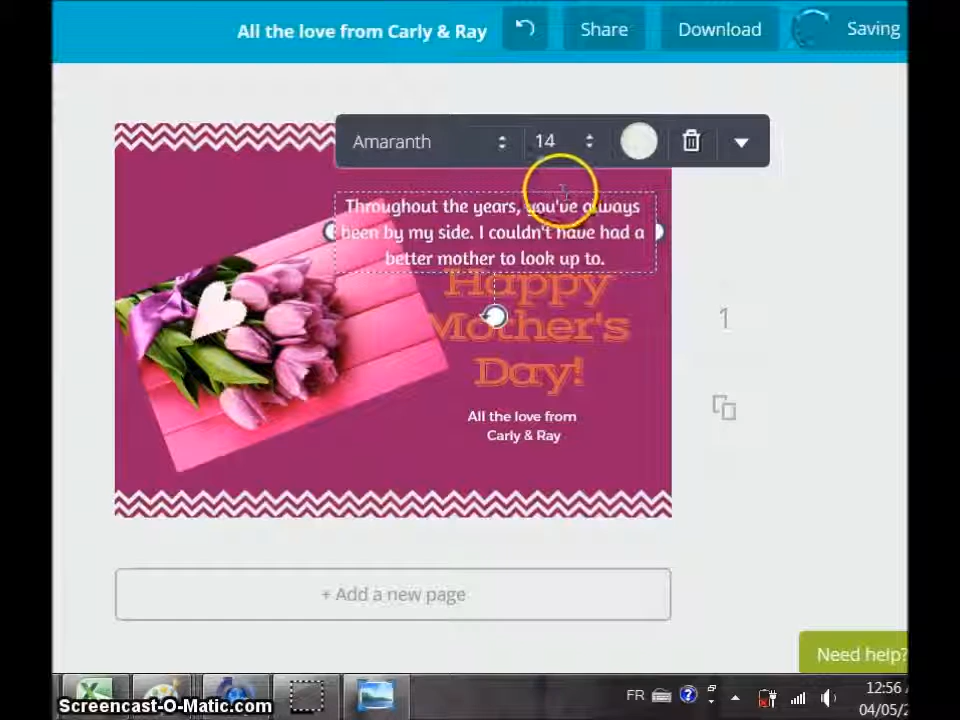 All the love from Carly & Ray
Share
Download
Saving
Amaranth
14
Throughout the years, you've always
been by my side. I couldn't have had a
better mother to look up to.
Happy
Mother's
Day!
All the love from
Carly & Ray
1
+ Add a new page
Need help?
FR
12:56
04/05/2
Screencast-O-Matic.com